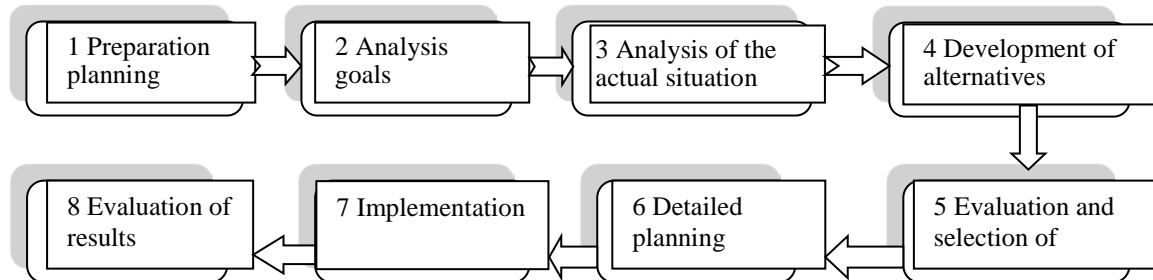 1 Preparation
planning
2 Analysis
goals
3 Analysis of the
actual situation
4 Development of
alternatives
5 Evaluation and
selection of
6 Detailed
planning
7 Implementation
8 Evaluation of
results